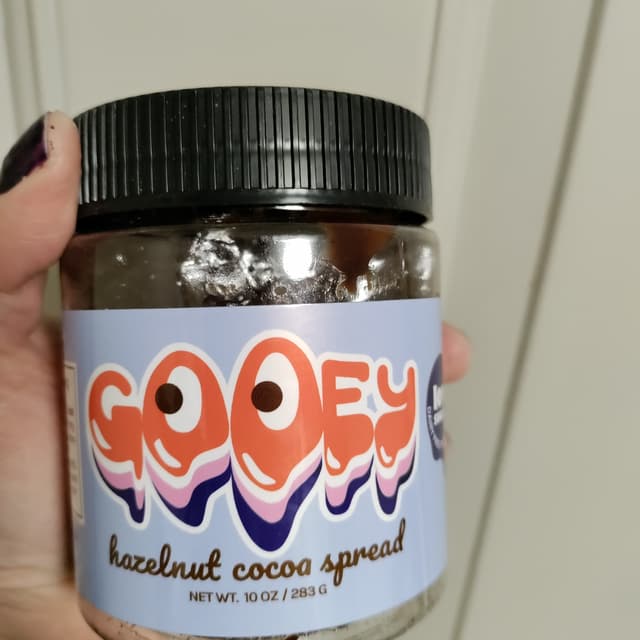 GOOEY
hazelnut cocoa spread
NET WT. 10 OZ / 283 G